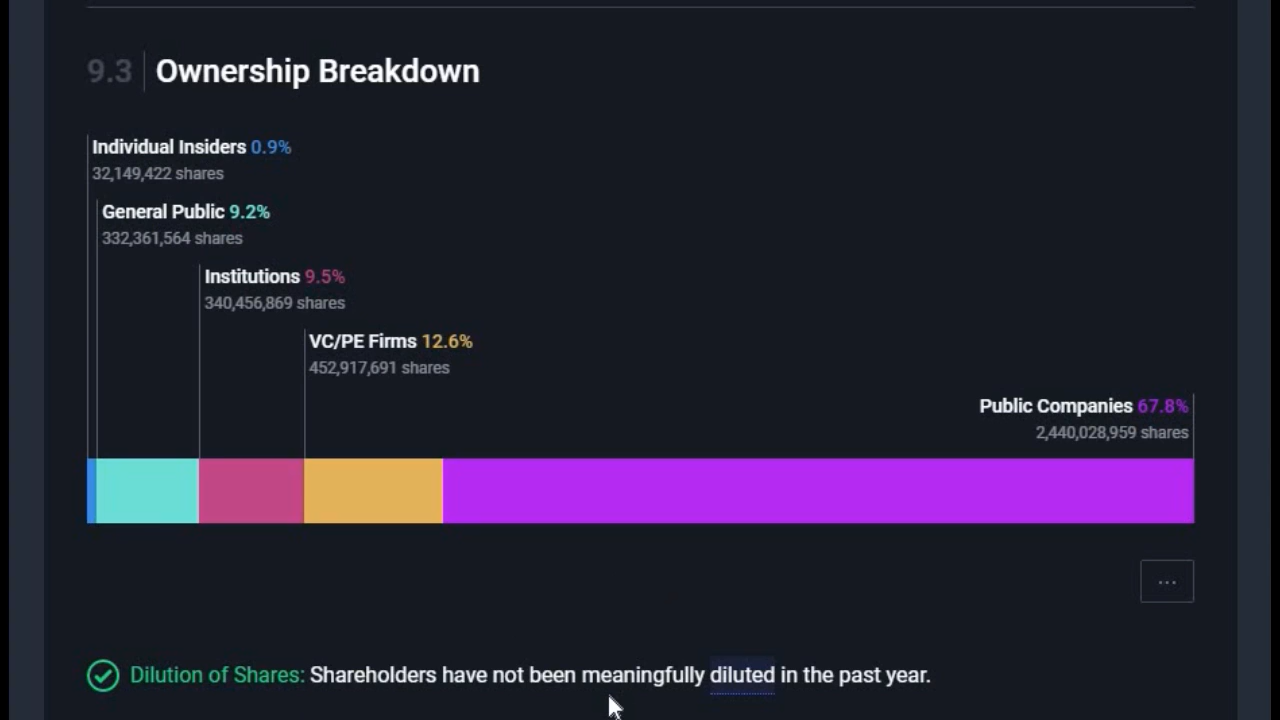 9.3 Ownership Breakdown
Individual Insiders 0.9%
32,149,422 shares
General Public 9.2%
332,361,564 shares
Institutions 9.5%
340,456,869 shares
VC/PE Firms 12.6%
452,917,691 shares
Public Companies 67.8%
2,440,028,959 shares
...
Dilution of Shares: Shareholders have not been meaningfully diluted in the past year.